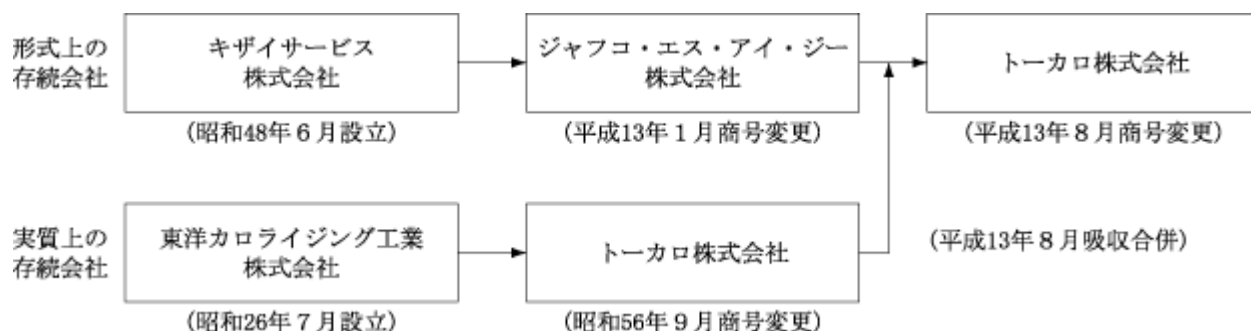 形式上の
存続会社
キザイサービス
株式会社
(昭和48年6月設立)
ジャフコ・エス・アイ・ジー
株式会社
(平成13年1月商号変更)
トーカロ株式会社
(平成13年8月商号変更)
実質上の
存続会社
東洋カロライジング工業
株式会社
(昭和26年7月設立)
トーカロ株式会社
(昭和56年9月商号変更)
(平成13年8月吸収合併)